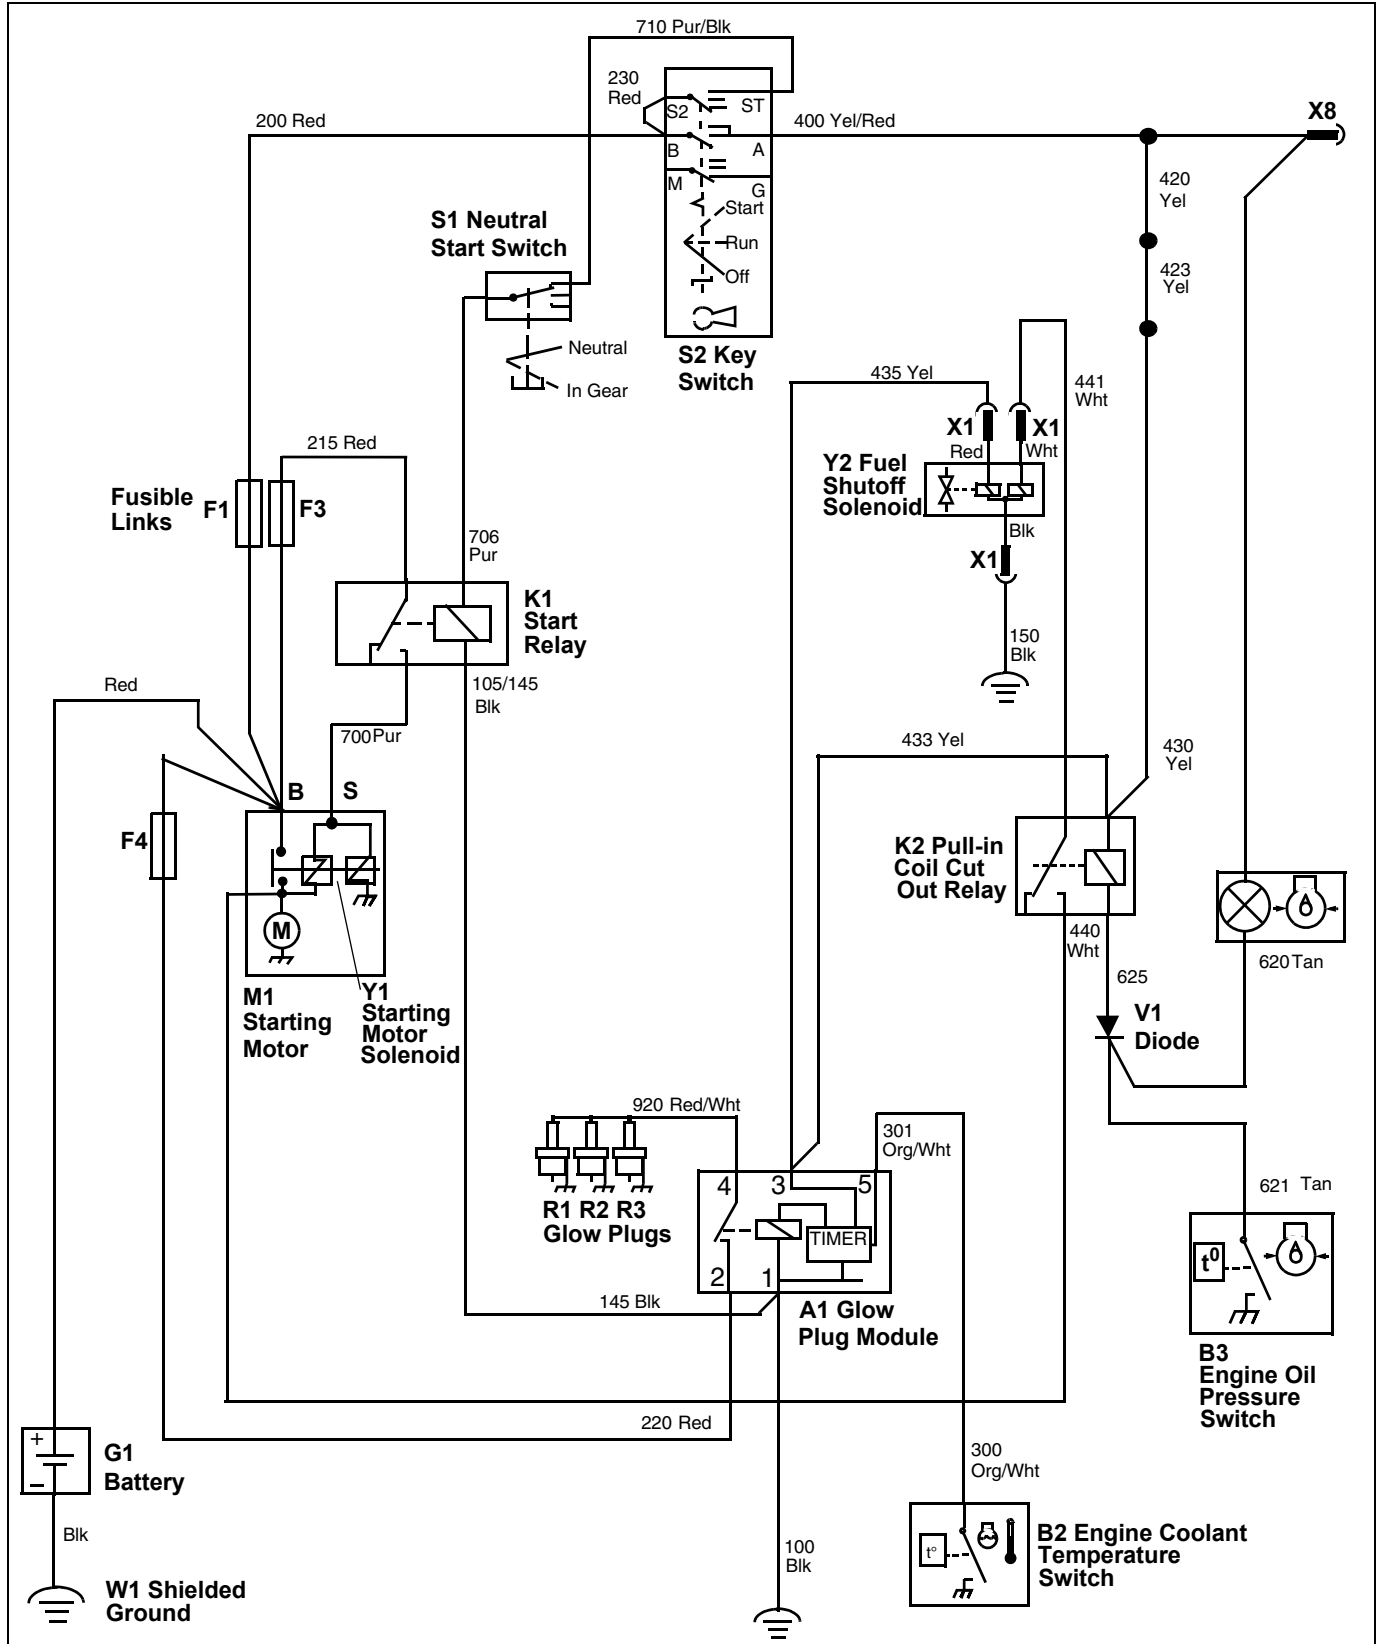 710 Pur/Blk
230
Red
S2
ST
200 Red
400 Yel/Red
X8
B
A
M
G
420
Yel
Start
S1 Neutral
Start Switch
Run
Off
423
Yel
Neutral
S2 Key
Switch
In Gear
435 Yel
441
Wht
X1
X1
215 Red
Red
Wht
Y2 Fuel
Shutoff
Solenoid
Fusible
Links
F1
F3
Blk
706
Pur
X1
K1
Start
Relay
150
Blk
105/145
Blk
Red
700 Pur
433 Yel
430
Yel
B
S
F4
K2 Pull-in
Coil Cut
Out Relay
M
440
Wht
620 Tan
625
M1
Starting
Motor
Y1
Starting
Motor
Solenoid
V1
Diode
920 Red/Wht
301
Org/Wht
4
3
5
621 Tan
R1 R2 R3
Glow Plugs
TIMER
t0
2
1
145 Blk
A1 Glow
Plug Module
B3
Engine Oil
Pressure
Switch
220 Red
+
–
G1
Battery
300
Org/Wht
Blk
100
Blk
t°
B2 Engine Coolant
Temperature
Switch
W1 Shielded
Ground